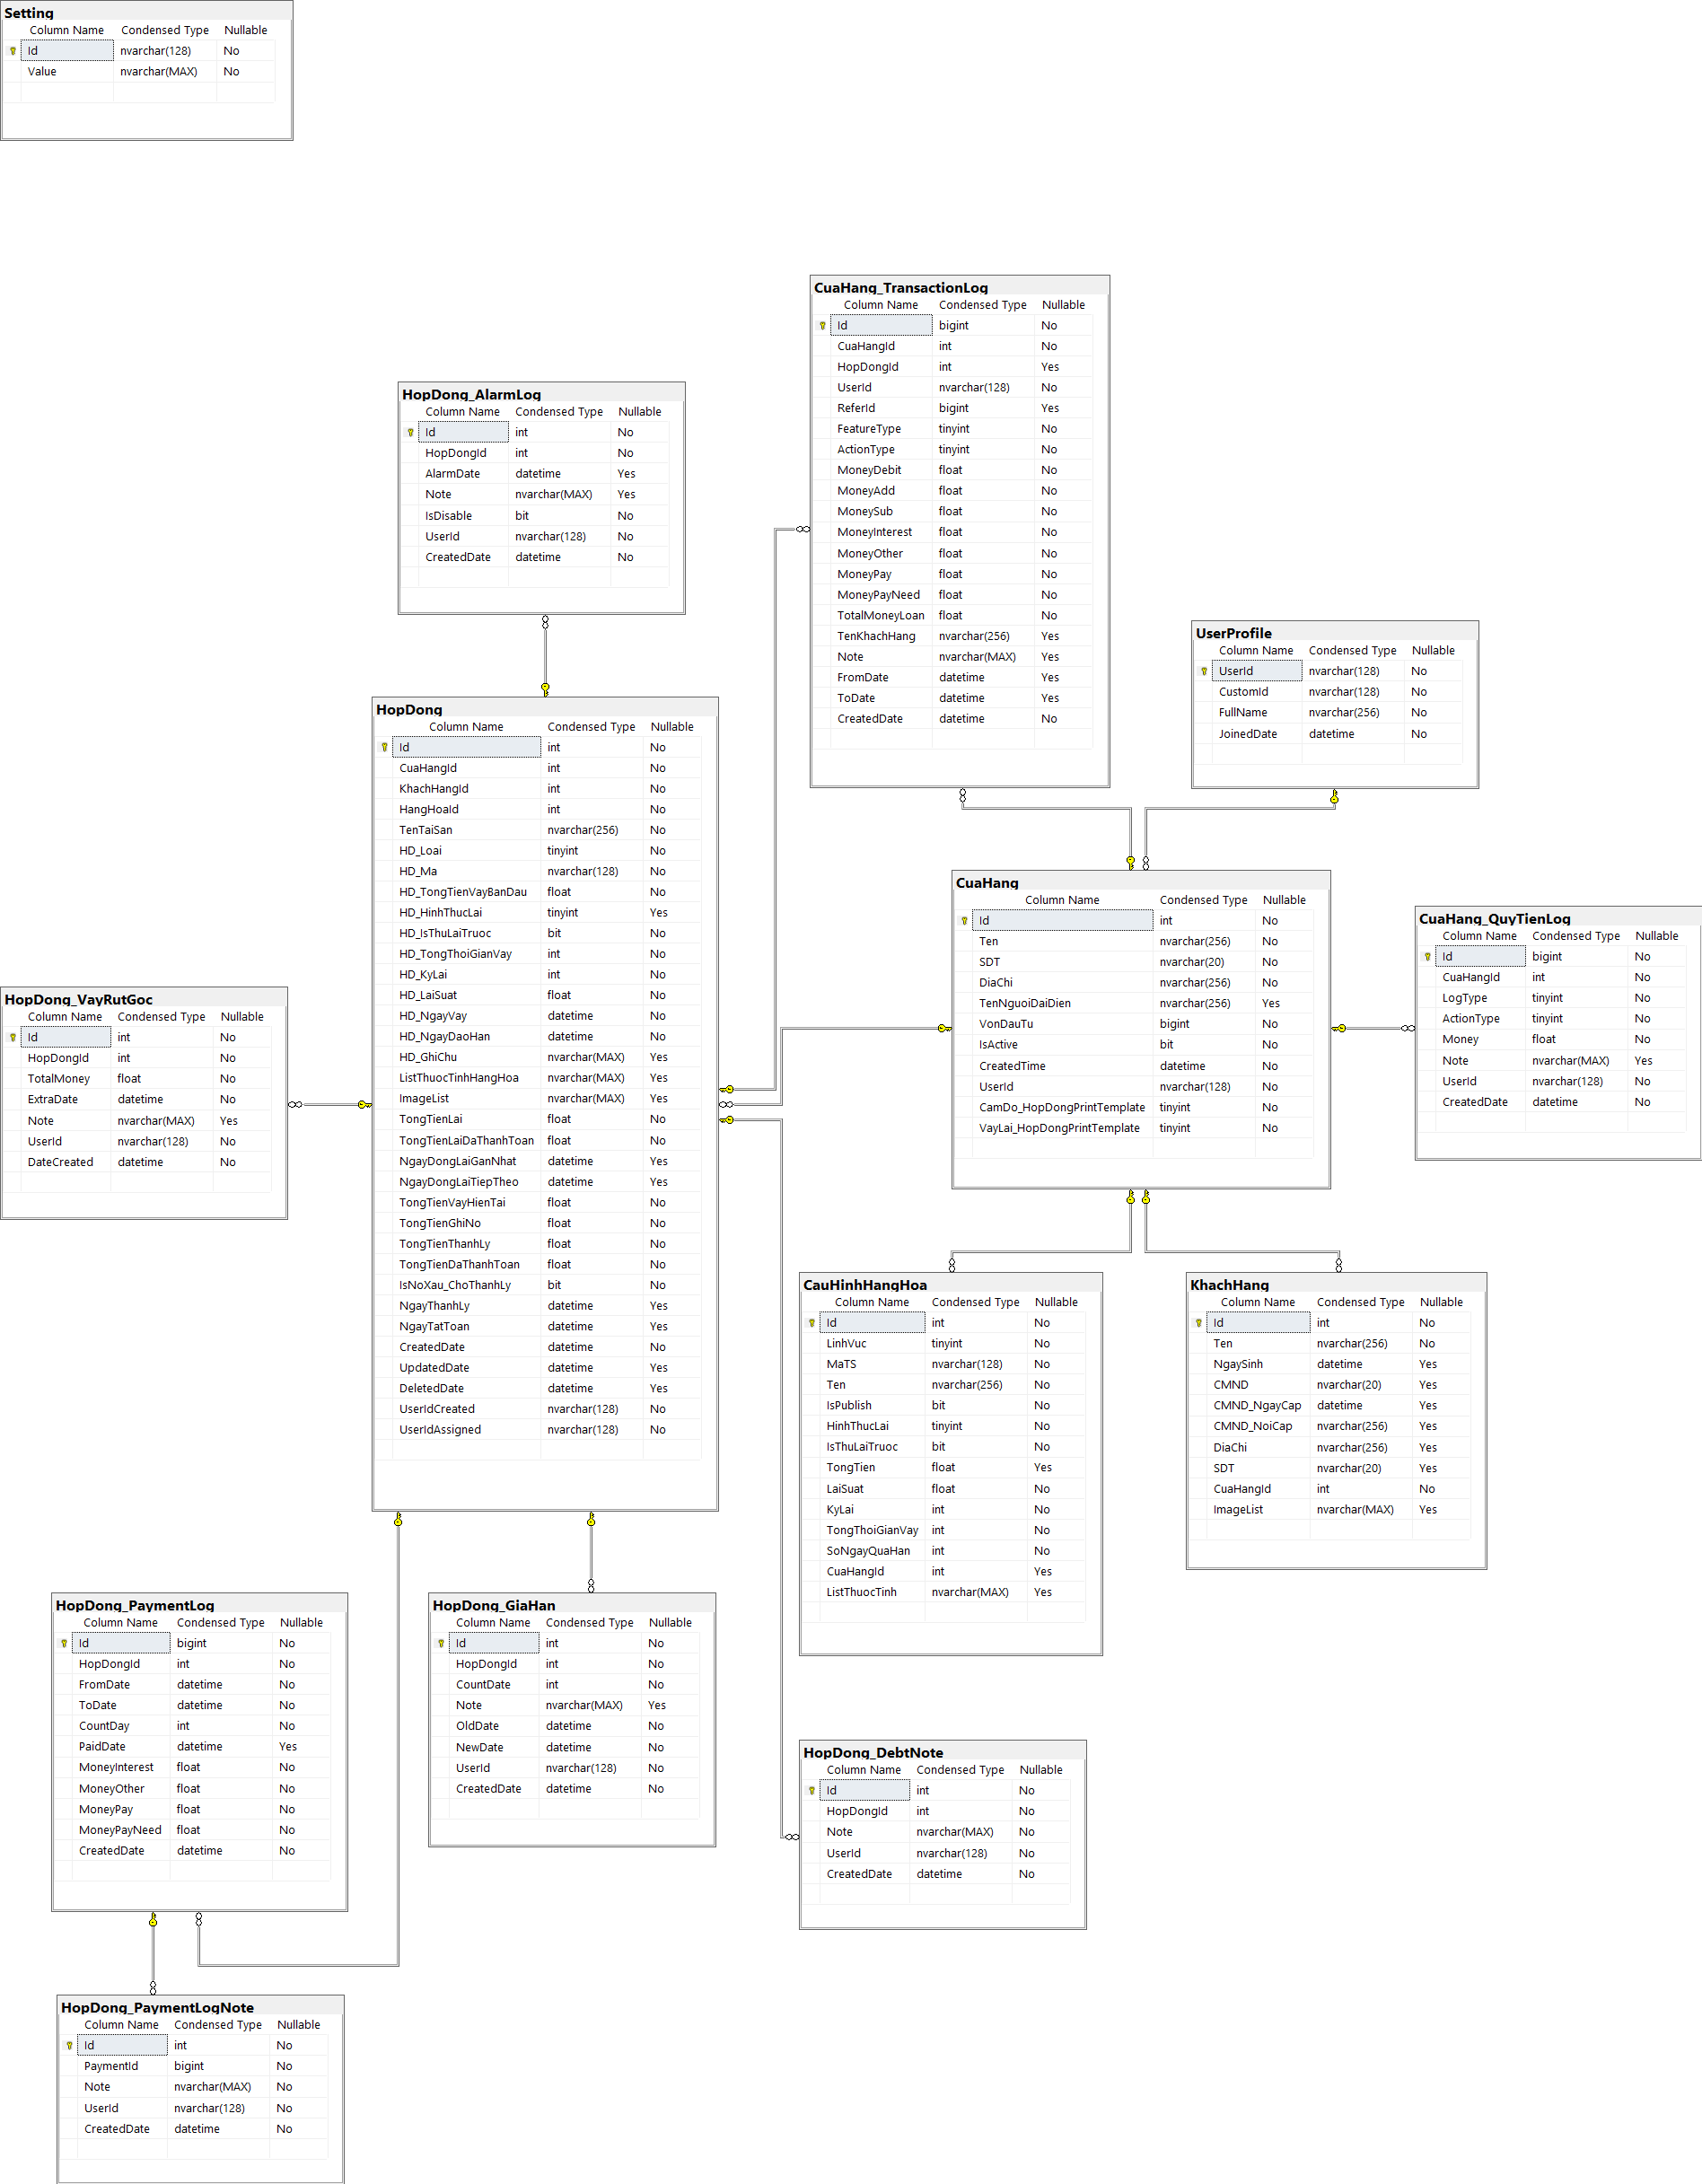 Setting
Column Name Condensed Type Nullable
Id nvarchar(128) No
Value nvarchar(MAX) No
CuaHang_TransactionLog
Column Name Condensed Type Nullable
Id bigint No
CuaHangId int No
HopDongId int Yes
UserId nvarchar(128) No
ReferId bigint Yes
FeatureType tinyint No
ActionType tinyint No
MoneyDebit float No
MoneyAdd float No
MoneySub float No
MoneyInterest float No
MoneyOther float No
MoneyPay float No
MoneyPayNeed float No
TotalMoneyLoan float No
TenKhachHang nvarchar(256) Yes
Note nvarchar(MAX) Yes
FromDate datetime Yes
ToDate datetime Yes
CreatedDate datetime No
HopDong_AlarmLog
Column Name Condensed Type Nullable
Id int No
HopDongId int No
AlarmDate datetime Yes
Note nvarchar(MAX) Yes
IsDisable bit No
UserId nvarchar(128) No
CreatedDate datetime No
UserProfile
Column Name Condensed Type Nullable
UserId nvarchar(128) No
CustomId nvarchar(128) No
FullName nvarchar(256) No
JoinedDate datetime No
HopDong
Column Name Condensed Type Nullable
Id int No
CuaHangId int No
KhachHangId int No
HangHoaId int No
TenTaiSan nvarchar(256) No
HD_Loai tinyint No
HD_Ma nvarchar(128) No
HD_TongTienVayBanDau float No
HD_HinhThucLai tinyint Yes
HD_IsThuLaiTruoc bit No
HD_TongThoiGianVay int No
HD_KyLai int No
HD_LaiSuat float No
HD_NgayVay datetime No
HD_NgayDaoHan datetime No
HD_GhiChu nvarchar(MAX) Yes
ListThuocTinhHangHoa nvarchar(MAX) Yes
ImageList nvarchar(MAX) Yes
TongTienLai float No
TongTienLaiDaThanhToan float No
NgayDongLaiGanNhat datetime Yes
NgayDongLaiTiepTheo datetime Yes
TongTienVayHienTai float No
TongTienGhiNo float No
TongTienThanhLy float No
TongTienDaThanhToan float No
IsNoXau_ChoThanhLy bit No
NgayThanhLy datetime Yes
NgayTatToan datetime Yes
CreatedDate datetime No
UpdatedDate datetime Yes
DeletedDate datetime Yes
UserIdCreated nvarchar(128) No
UserIdAssigned nvarchar(128) No
CuaHang
Column Name Condensed Type Nullable
Id int No
Ten nvarchar(256) No
SDT nvarchar(20) No
DiaChi nvarchar(256) No
TenNguoiDaiDien nvarchar(256) Yes
VonDauTu bigint No
IsActive bit No
CreatedTime datetime No
UserId nvarchar(128) No
CamDo_HopDongPrintTemplate tinyint No
VayLai_HopDongPrintTemplate tinyint No
CuaHang_QuyTienLog
Column Name Condensed Type Nullable
Id bigint No
CuaHangId int No
LogType tinyint No
ActionType tinyint No
Money float No
Note nvarchar(MAX) Yes
UserId nvarchar(128) No
CreatedDate datetime No
HopDong_VayRutGoc
Column Name Condensed Type Nullable
Id int No
HopDongId int No
TotalMoney float No
ExtraDate datetime No
Note nvarchar(MAX) Yes
UserId nvarchar(128) No
DateCreated datetime No
CauHinhHangHoa
Column Name Condensed Type Nullable
Id int No
LinhVuc tinyint No
MaTS nvarchar(128) No
Ten nvarchar(256) No
IsPublish bit No
HinhThucLai tinyint No
IsThuLaiTruoc bit No
TongTien float Yes
LaiSuat float No
KyLai int No
TongThoiGianVay int No
SoNgayQuaHan int No
CuaHangId int Yes
ListThuocTinh nvarchar(MAX) Yes
KhachHang
Column Name Condensed Type Nullable
Id int No
Ten nvarchar(256) No
NgaySinh datetime Yes
CMND nvarchar(20) Yes
CMND_NgayCap datetime Yes
CMND_NoiCap nvarchar(256) Yes
DiaChi nvarchar(256) Yes
SDT nvarchar(20) Yes
CuaHangId int No
ImageList nvarchar(MAX) Yes
HopDong_PaymentLog
Column Name Condensed Type Nullable
Id bigint No
HopDongId int No
FromDate datetime No
ToDate datetime No
CountDay int No
PaidDate datetime Yes
MoneyInterest float No
MoneyOther float No
MoneyPay float No
MoneyPayNeed float No
CreatedDate datetime No
HopDong_GiaHan
Column Name Condensed Type Nullable
Id int No
HopDongId int No
CountDate int No
Note nvarchar(MAX) Yes
OldDate datetime No
NewDate datetime No
UserId nvarchar(128) No
CreatedDate datetime No
HopDong_DebtNote
Column Name Condensed Type Nullable
Id int No
HopDongId int No
Note nvarchar(MAX) No
UserId nvarchar(128) No
CreatedDate datetime No
HopDong_PaymentLogNote
Column Name Condensed Type Nullable
Id int No
PaymentId bigint No
Note nvarchar(MAX) No
UserId nvarchar(128) No
CreatedDate datetime No